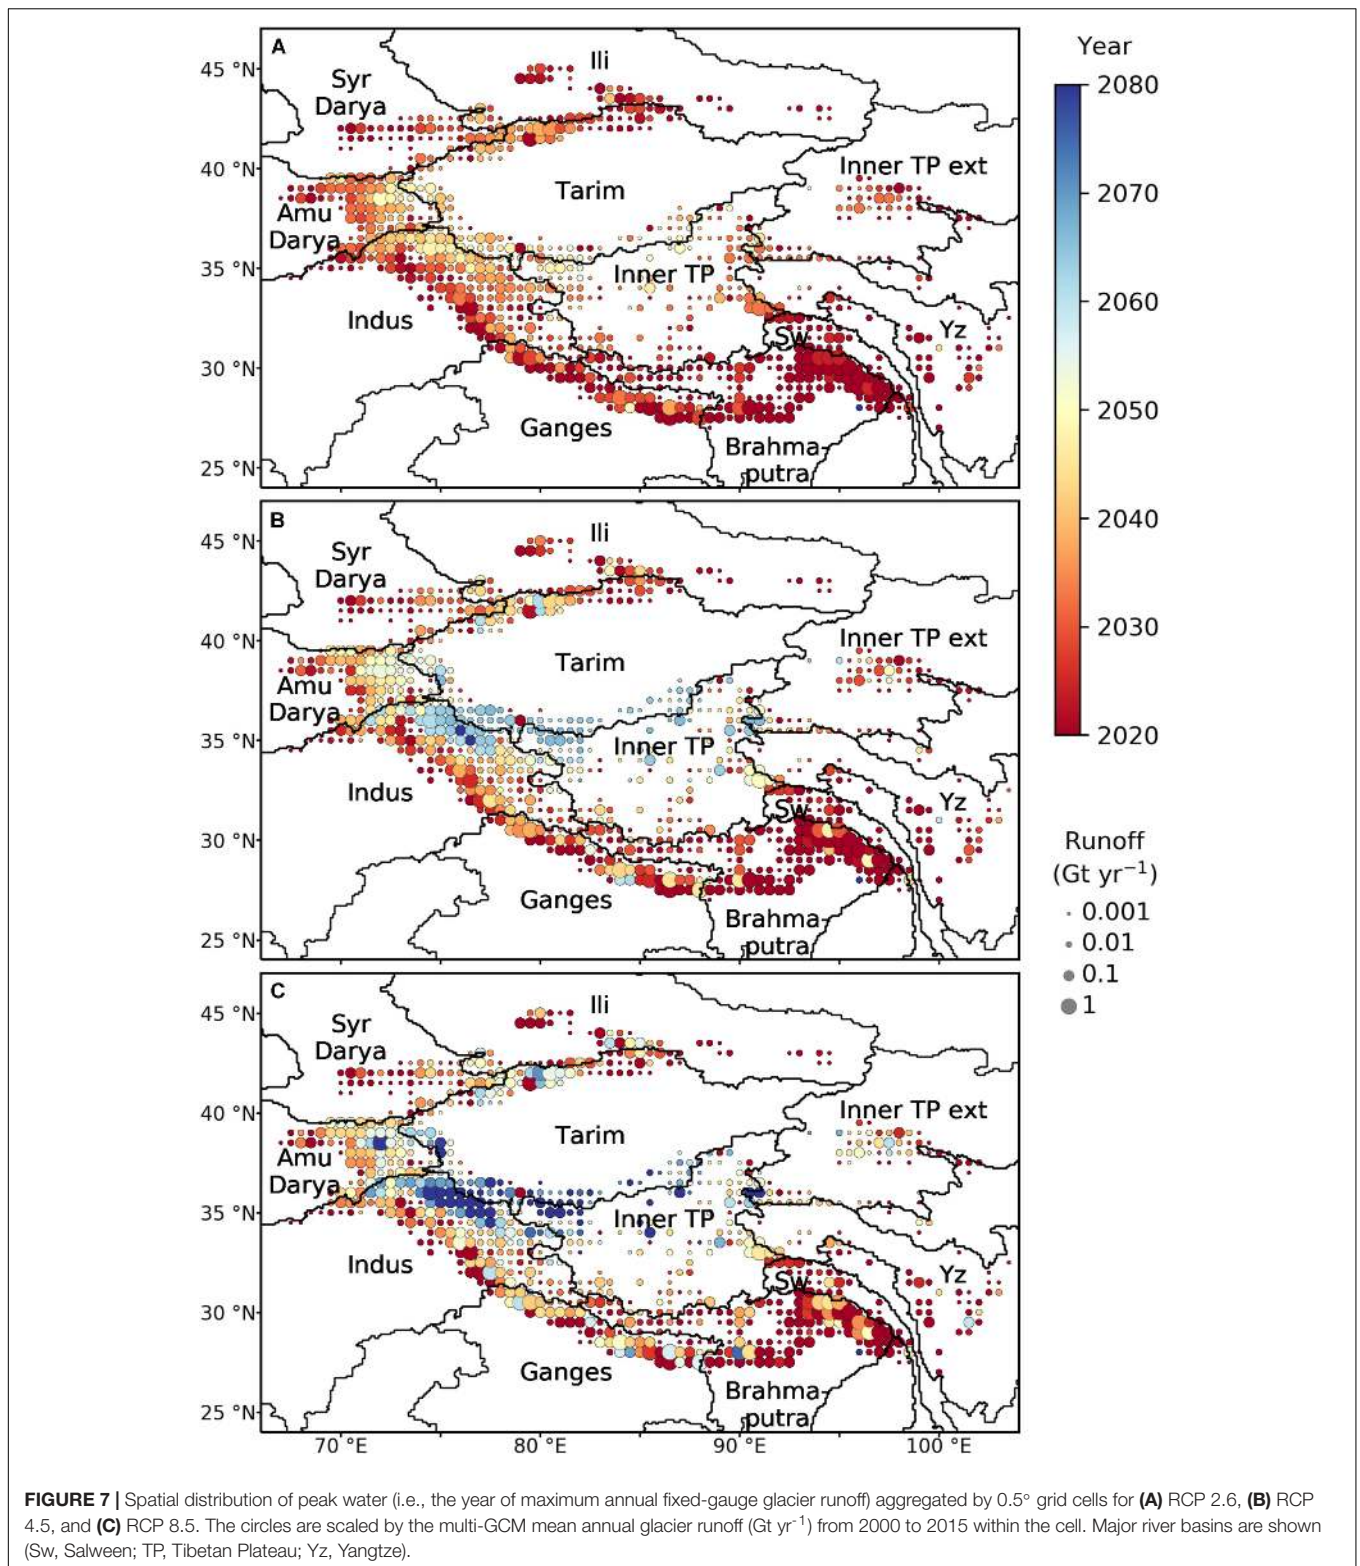 A
45 °N
40 °N
35 °N
30 °N
25 °N
Syr
Darya
Ili
Tarim
Inner TP ext
Amu
Darya
Inner TP
Indus
Sw
Yz
Ganges
Brahma-
putra
B
45 °N
40 °N
35 °N
30 °N
25 °N
Syr
Darya
Ili
Tarim
Inner TP ext
Amu
Darya
Inner TP
Indus
Sw
Yz
Ganges
Brahma-
putra
C
45 °N
40 °N
35 °N
30 °N
25 °N
Syr
Darya
Ili
Tarim
Inner TP ext
Amu
Darya
Inner TP
Indus
Sw
Yz
Ganges
Brahma-
putra
70 °E 80 °E 90 °E 100 °E
Year
2080
2070
2060
2050
2040
2030
2020
Runoff
(Gt yr⁻¹)
0.001
0.01
0.1
1
FIGURE 7 | Spatial distribution of peak water (i.e., the year of maximum annual fixed-gauge glacier runoff) aggregated by 0.5° grid cells for (A) RCP 2.6, (B) RCP
4.5, and (C) RCP 8.5. The circles are scaled by the multi-GCM mean annual glacier runoff (Gt yr⁻¹) from 2000 to 2015 within the cell. Major river basins are shown
(Sw, Salween; TP, Tibetan Plateau; Yz, Yangtze).